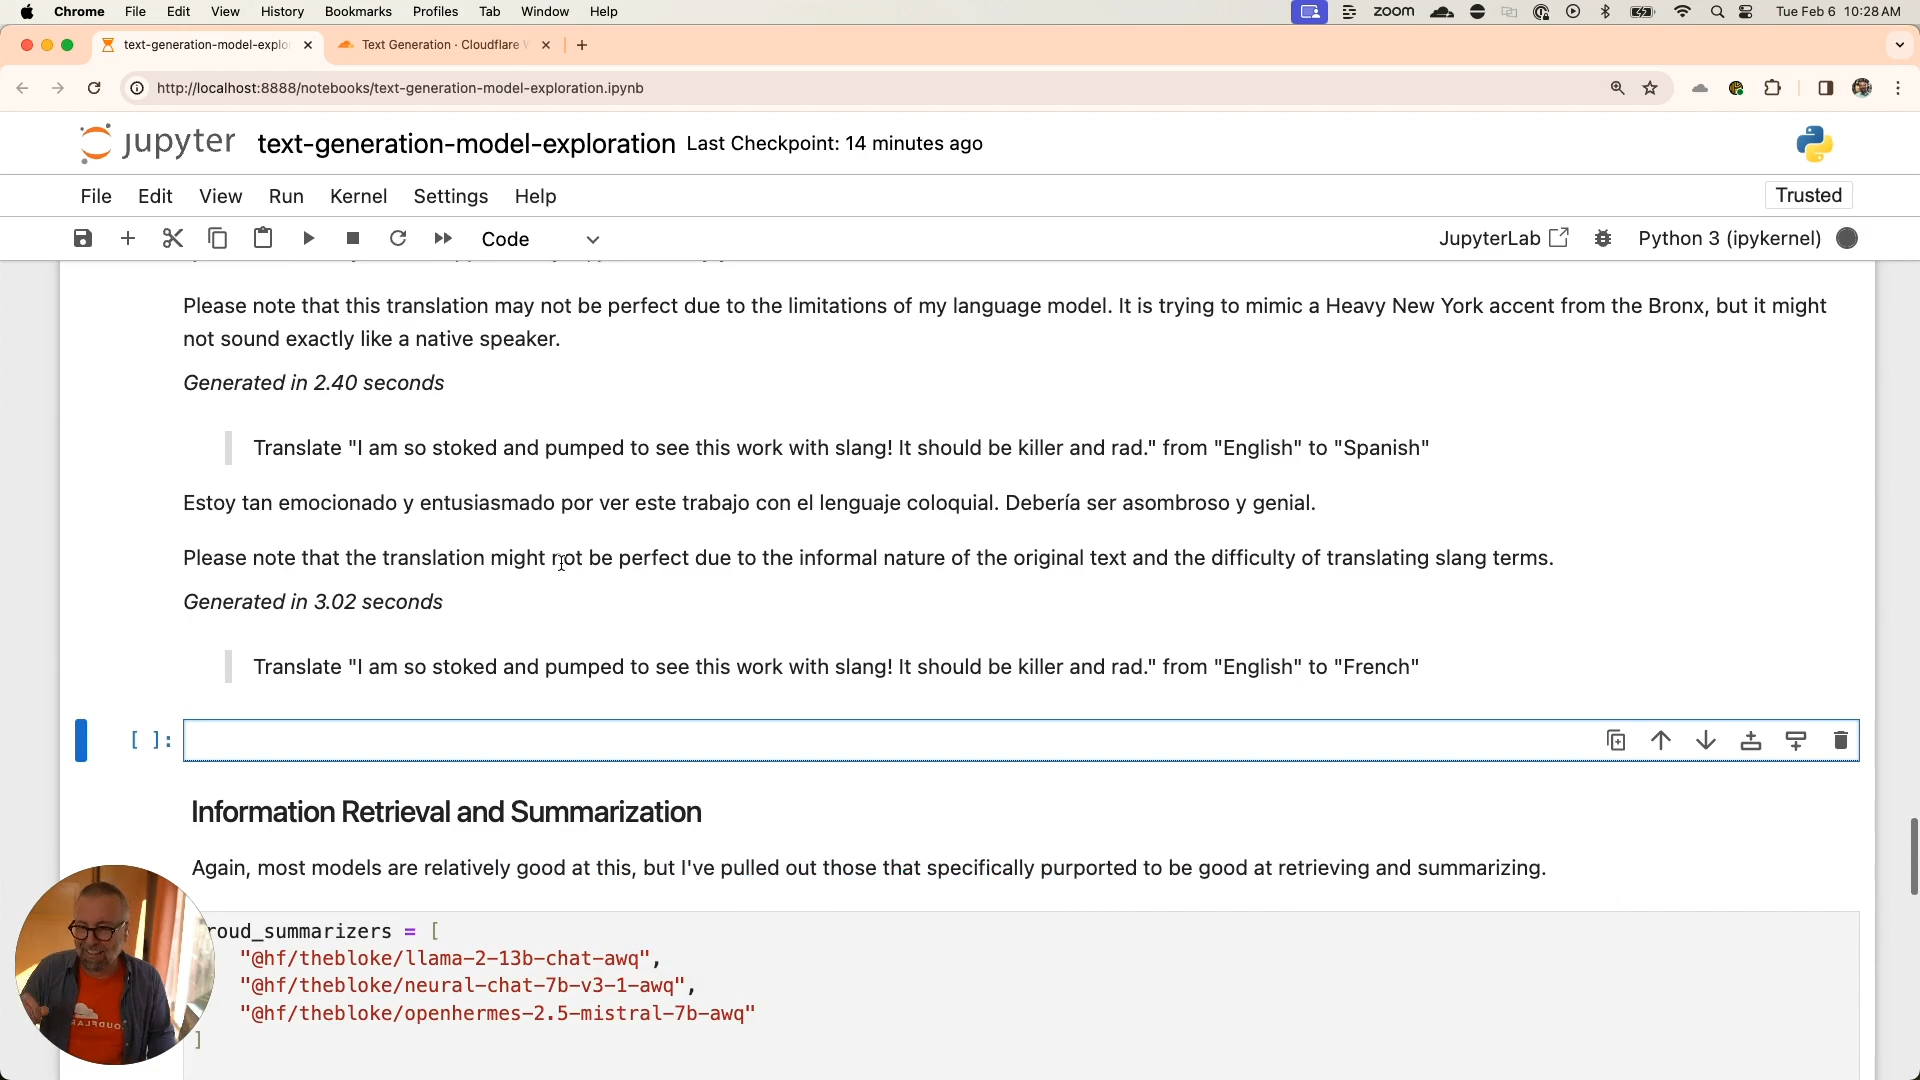 Chrome File Edit View History Bookmarks Profiles Tab Window Help zoom Tue Feb 6 10:28 AM
text-generation-model-explo Text Generation · Cloudflare
http://localhost:8888/notebooks/text-generation-model-exploration.ipynb
jupyter text-generation-model-exploration Last Checkpoint: 14 minutes ago
File Edit View Run Kernel Settings Help Trusted
Code JupyterLab Python 3 (ipykernel)
Please note that this translation may not be perfect due to the limitations of my language model. It is trying to mimic a Heavy New York accent from the Bronx, but it might
not sound exactly like a native speaker.
Generated in 2.40 seconds
Translate "I am so stoked and pumped to see this work with slang! It should be killer and rad." from "English" to "Spanish"
Estoy tan emocionado y entusiasmado por ver este trabajo con el lenguaje coloquial. Debería ser asombroso y genial.
Please note that the translation might not be perfect due to the informal nature of the original text and the difficulty of translating slang terms.
Generated in 3.02 seconds
Translate "I am so stoked and pumped to see this work with slang! It should be killer and rad." from "English" to "French"
[ ]:
Information Retrieval and Summarization
Again, most models are relatively good at this, but I've pulled out those that specifically purported to be good at retrieving and summarizing.
roud_summarizers = [
"@hf/thebloke/llama-2-13b-chat-awq",
"@hf/thebloke/neural-chat-7b-v3-1-awq",
"@hf/thebloke/openhermes-2.5-mistral-7b-awq"
]